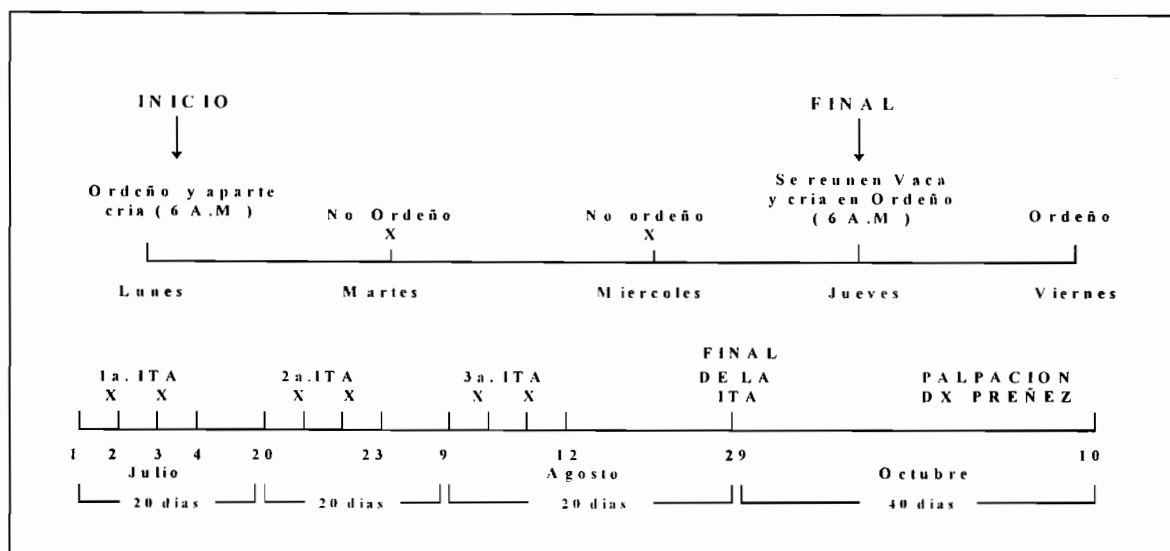 INICIO
FINAL
Ordeño y aparte
cria ( 6 A.M )
No Ordeño
X
No ordeño
X
Se reunen Vaca
y cria en Ordeño
( 6 A.M )
Ordeño
Lunes
Martes
Miercoles
Jueves
Viernes
1a. ITA
X X
2a. ITA
X X
3a. ITA
X X
FINAL
DE LA
ITA
PALPACION
DX PREÑEZ
1 2 3 4 20 23 9 12 29 10
Julio
Agosto
Octubre
20 dias
20 dias
20 dias
40 dias